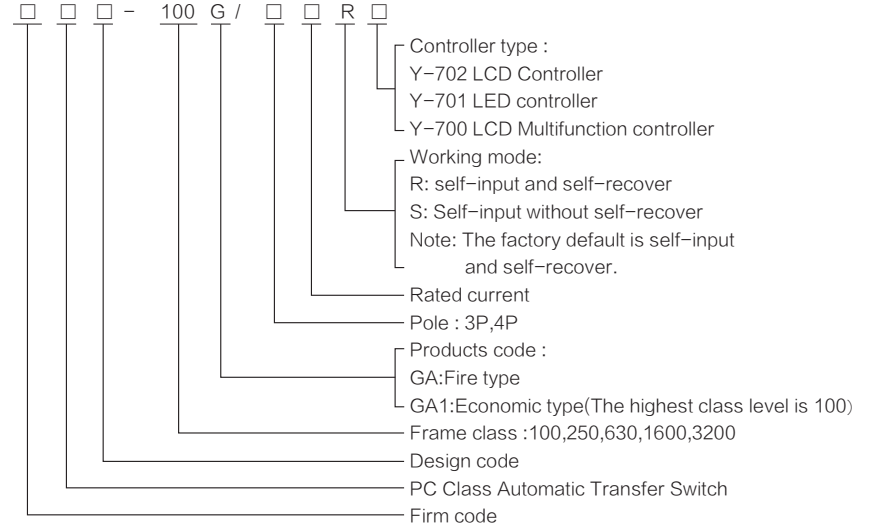 □ □ □ - 100 G / □ □ R □
Controller type :
Y-702 LCD Controller
Y-701 LED controller
Y-700 LCD Multifunction controller
Working mode:
R: self-input and self-recover
S: Self-input without self-recover
Note: The factory default is self-input
and self-recover.
Rated current
Pole : 3P,4P
Products code :
GA:Fire type
GA1:Economic type(The highest class level is 100)
Frame class :100,250,630,1600,3200
Design code
PC Class Automatic Transfer Switch
Firm code